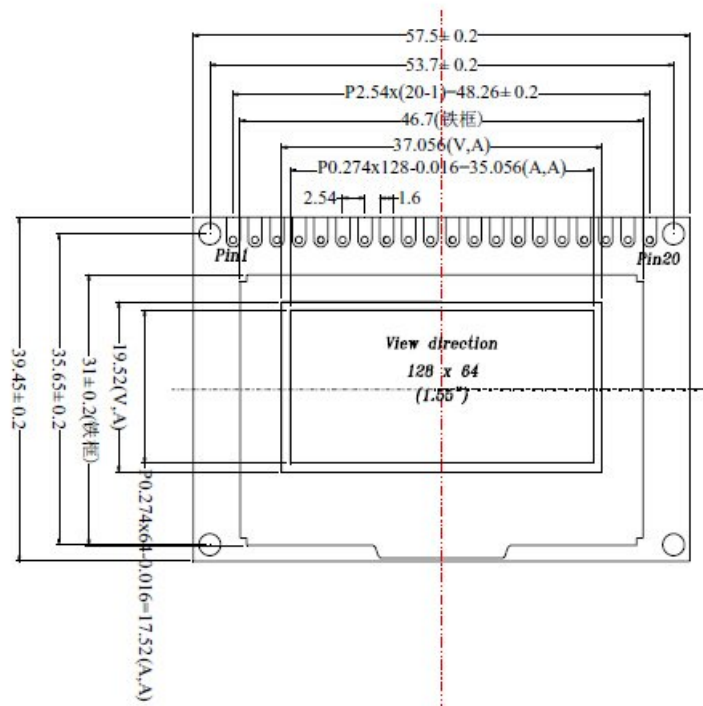 57.5± 0.2
53.7± 0.2
P2.54x(20-1)=48.26± 0.2
46.7(铁框)
37.056(V,A)
P0.274x128-0.016=35.056(A,A)
2.54
1.6
Pin1
Pin20
39.45± 0.2
35.65± 0.2
31± 0.2(铁框)
19.52(V,A)
P0.274x64-0.016=17.52(A,A)
View direction
128 x 64
(1.55")